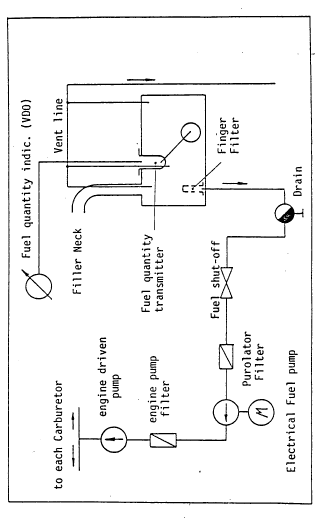 Fuel quantity indic. (VDO)
Vent line
Filler Neck
Fuel quantity
transmitter
Finger
Filter
Drain
Fuel shut-off
Purolator
Filter
M
Electrical Fuel pump
engine pump
filter
engine driven
pump
to each Carburetor